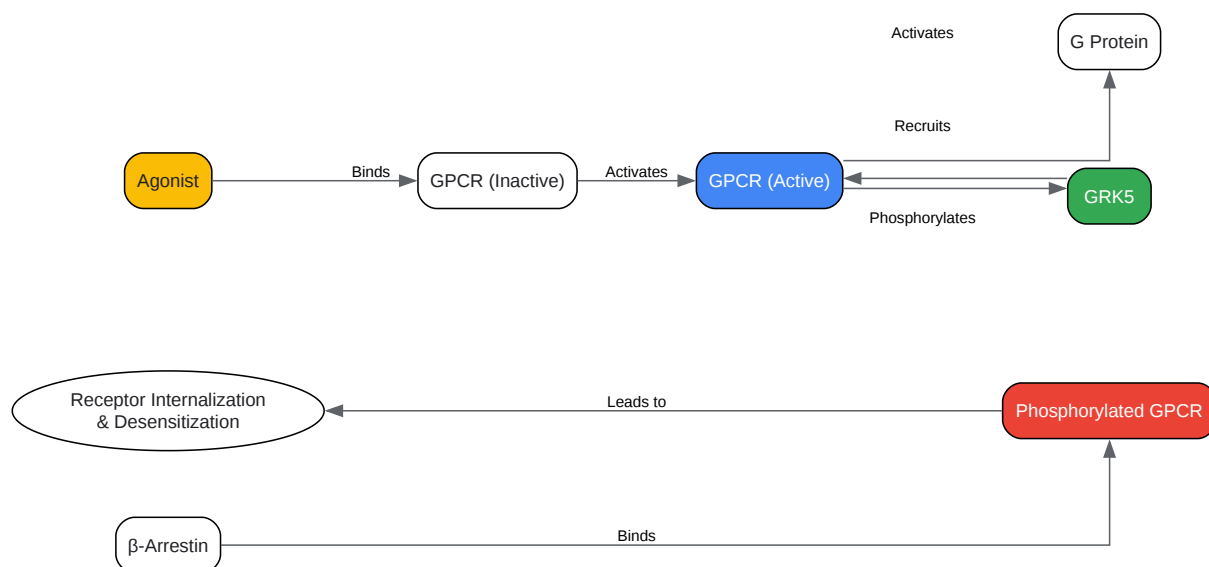 Activates
G Protein
Recruits
Agonist
Binds
GPCR (Inactive)
Activates
GPCR (Active)
GRK5
Phosphorylates
Receptor Internalization
& Desensitization
Leads to
Phosphorylated GPCR
β-Arrestin
Binds